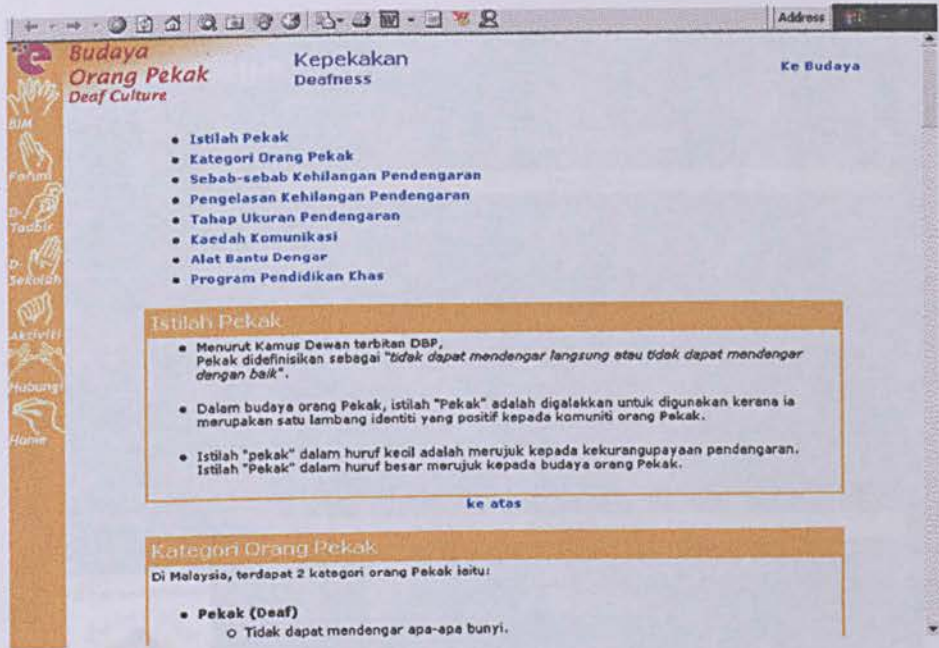 Address
Budaya
Orang Pekak
Deaf Culture
Kepekakan
Deafness
Ke Budaya
BIM
Fahmi
D-
Tadbir
D-
Sekolah
Aktiviti
Hubungi
Home
Istilah Pekak
Kategori Orang Pekak
Sebab-sebab Kehilangan Pendengaran
Pengelasan Kehilangan Pendengaran
Tahap Ukuran Pendengaran
Kaedah Komunikasi
Alat Bantu Dengar
Program Pendidikan Khas
Istilah Pekak
Menurut Kamus Dewan terbitan DBP,
Pekak didefinisikan sebagai "tidak dapat mendengar langsung atau tidak dapat mendengar
dengan baik".
Dalam budaya orang Pekak, istilah "Pekak" adalah digalakkan untuk digunakan kerana ia
merupakan satu lambang identiti yang positif kepada komuniti orang Pekak.
Istilah "pekak" dalam huruf kecil adalah merujuk kepada kekurangupayaan pendengaran.
Istilah "Pekak" dalam huruf besar merujuk kepada budaya orang Pekak.
ke atas
Kategori Orang Pekak
Di Malaysia, terdapat 2 kategori orang Pekak iaitu:
Pekak (Deaf)
Tidak dapat mendengar apa-apa bunyi.